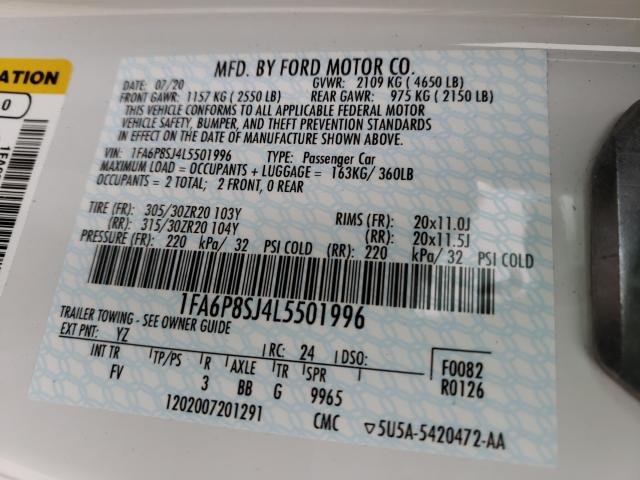 MFD. BY FORD MOTOR CO.
DATE: 07/20 GVWR: 2109 KG ( 4650 LB)
FRONT GAWR: 1157 KG ( 2550 LB) REAR GAWR: 975 KG ( 2150 LB)
THIS VEHICLE CONFORMS TO ALL APPLICABLE FEDERAL MOTOR
VEHICLE SAFETY, BUMPER, AND THEFT PREVENTION STANDARDS
IN EFFECT ON THE DATE OF MANUFACTURE SHOWN ABOVE.
VIN: 1FA6P8SJ4L5501996 TYPE: Passenger Car
MAXIMUM LOAD = OCCUPANTS + LUGGAGE = 163KG/ 360LB
OCCUPANTS = 2 TOTAL; 2 FRONT, 0 REAR
TIRE (FR): 305/30ZR20 103Y RIMS (FR): 20x11.0J
(RR): 315/30ZR20 104Y (RR): 20x11.5J
PRESSURE (FR): 220 kPa/ 32 PSI COLD (RR): 220 kPa/ 32 PSI COLD
1FA6P8SJ4L5501996
TRAILER TOWING - SEE OWNER GUIDE
EXT PNT: YZ RC: 24 DSO: F0082
INT TR TP/PS R AXLE TR SPR R0126
FV 3 BB G 9965
1202007201291 CMC ▽5U5A-5420472-AA